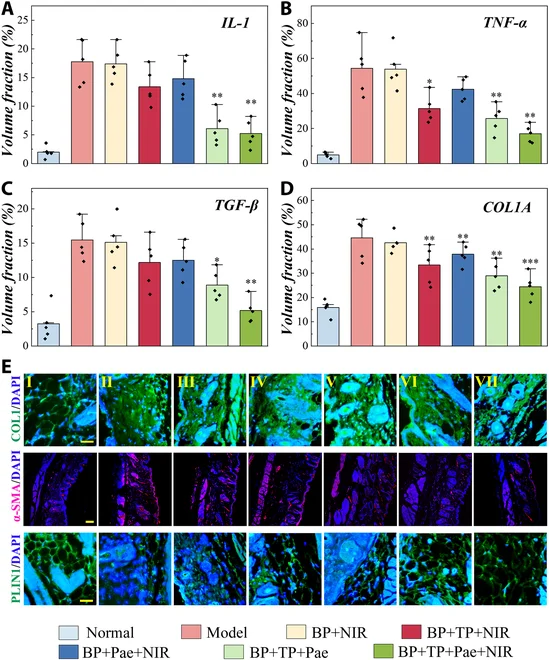 A
IL-1
Volume fraction (%)
25
20
15
10
5
0
**
**
B
TNF-α
Volume fraction (%)
80
60
40
20
0
*
**
**
C
TGF-β
Volume fraction (%)
20
15
10
5
0
*
**
D
COL1A
Volume fraction (%)
60
50
40
30
20
10
0
**
**
**
***
E
I II III IV V VI VII
COL1/DAPI
α-SMA/DAPI
PLIN1/DAPI
Normal Model BP+NIR BP+TP+NIR
BP+Pae+NIR BP+TP+Pae BP+TP+Pae+NIR